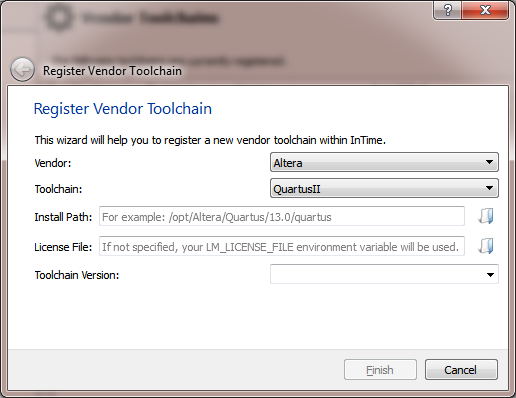 Vendor Toolchains
Register Vendor Toolchain
Register Vendor Toolchain
This wizard will help you to register a new vendor toolchain within InTime.
Vendor: Altera
Toolchain: QuartusII
Install Path: For example: /opt/Altera/Quartus/13.0/quartus
License File: If not specified, your LM_LICENSE_FILE environment variable will be used.
Toolchain Version:
Finish Cancel